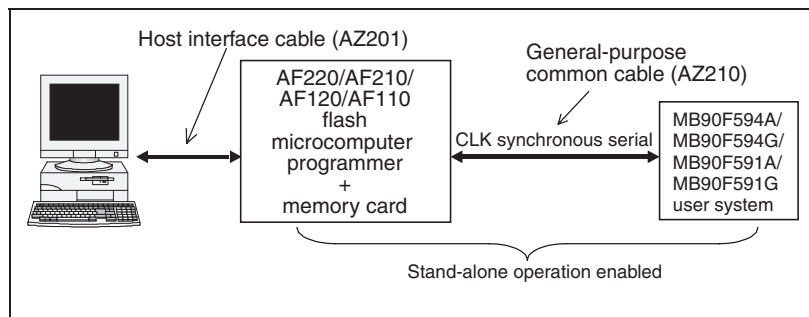 Host interface cable (AZ201)
General-purpose
common cable (AZ210)
AF220/AF210/
AF120/AF110
flash
microcomputer
programmer
+
memory card
CLK synchronous serial
MB90F594A/
MB90F594G/
MB90F591A/
MB90F591G
user system
Stand-alone operation enabled